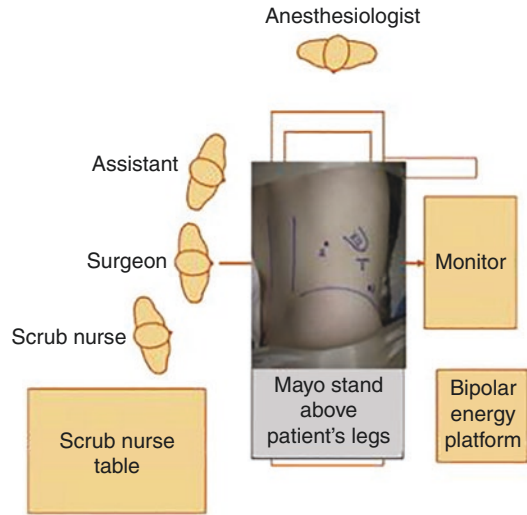 Anesthesiologist
Assistant
Surgeon
Monitor
Scrub nurse
Mayo stand
above
patient's legs
Bipolar
energy
platform
Scrub nurse
table